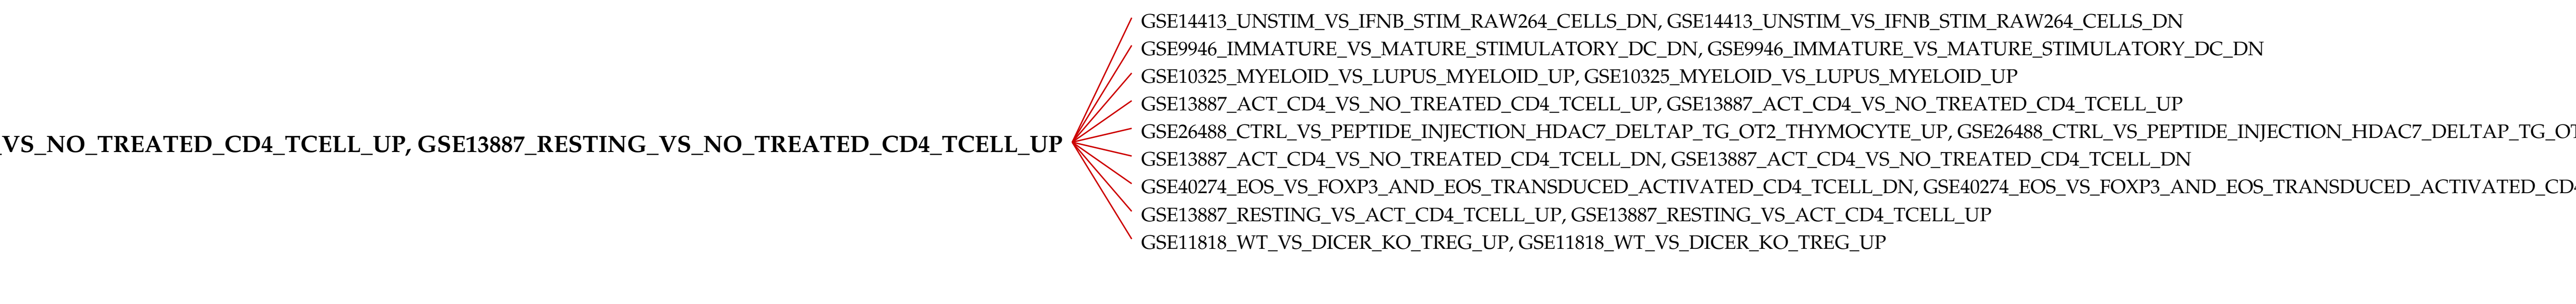 GSE14413_UNSTIM_VS_IFNB_STIM_RAW264_CELLS_DN, GSE14413_UNSTIM_VS_IFNB_STIM_RAW264_CELLS_DN
GSE9946_IMMATURE_VS_MATURE_STIMULATORY_DC_DN, GSE9946_IMMATURE_VS_MATURE_STIMULATORY_DC_DN
GSE10325_MYELOID_VS_LUPUS_MYELOID_UP, GSE10325_MYELOID_VS_LUPUS_MYELOID_UP
GSE13887_ACT_CD4_VS_NO_TREATED_CD4_TCELL_UP, GSE13887_ACT_CD4_VS_NO_TREATED_CD4_TCELL_UP
GSE26488_CTRL_VS_PEPTIDE_INJECTION_HDAC7_DELTAP_TG_OT2_THYMOCYTE_UP, GSE26488_CTRL_VS_PEPTIDE_INJECTION_HDAC7_DELTAP_TG_OT
_VS_NO_TREATED_CD4_TCELL_UP, GSE13887_RESTING_VS_NO_TREATED_CD4_TCELL_UP
GSE13887_ACT_CD4_VS_NO_TREATED_CD4_TCELL_DN, GSE13887_ACT_CD4_VS_NO_TREATED_CD4_TCELL_DN
GSE40274_EOS_VS_FOXP3_AND_EOS_TRANSDUCED_ACTIVATED_CD4_TCELL_DN, GSE40274_EOS_VS_FOXP3_AND_EOS_TRANSDUCED_ACTIVATED_CD4
GSE13887_RESTING_VS_ACT_CD4_TCELL_UP, GSE13887_RESTING_VS_ACT_CD4_TCELL_UP
GSE11818_WT_VS_DICER_KO_TREG_UP, GSE11818_WT_VS_DICER_KO_TREG_UP